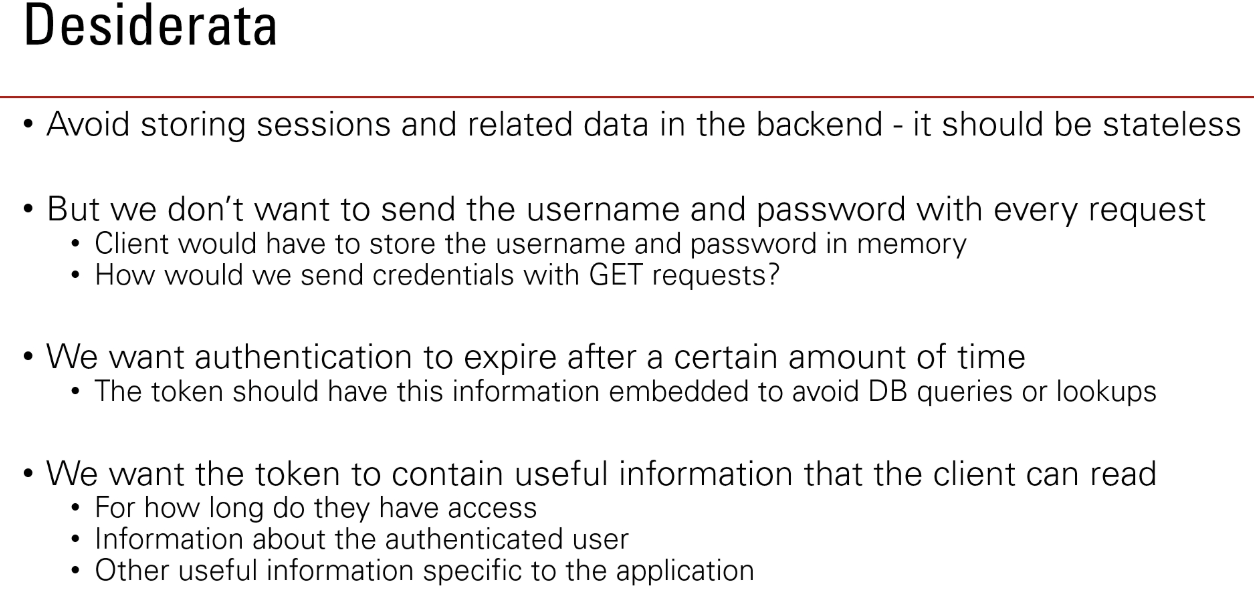 Desiderata
• Avoid storing sessions and related data in the backend - it should be stateless
• But we don't want to send the username and password with every request
• Client would have to store the username and password in memory
• How would we send credentials with GET requests?
• We want authentication to expire after a certain amount of time
• The token should have this information embedded to avoid DB queries or lookups
• We want the token to contain useful information that the client can read
• For how long do they have access
• Information about the authenticated user
• Other useful information specific to the application